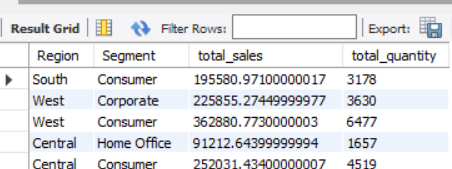 Result Grid Filter Rows: Export:
Region Segment total_sales total_quantity
South Consumer 195580.97100000017 3178
West Corporate 225855.27449999977 3630
West Consumer 362880.7730000003 6477
Central Home Office 91212.64399999994 1657
Central Consumer 252031.43400000007 4519